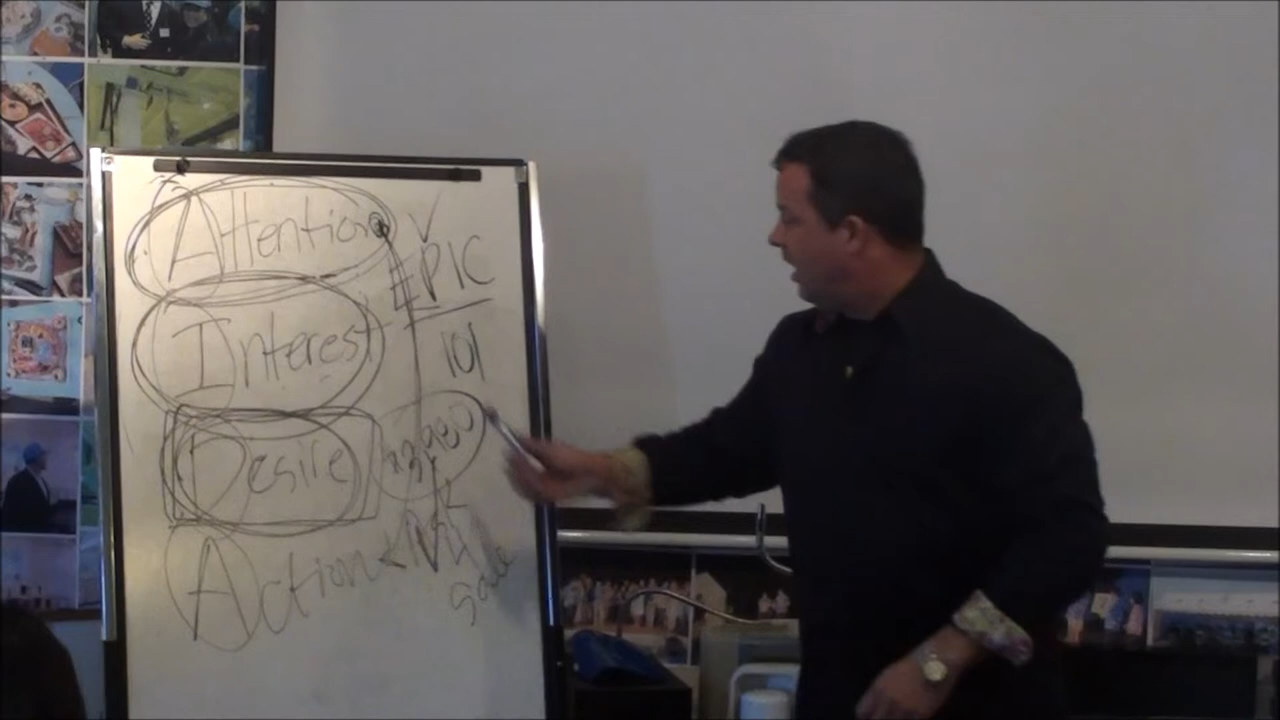 Attention
V
EPIC
Interest
101
Desire
Action
Sale